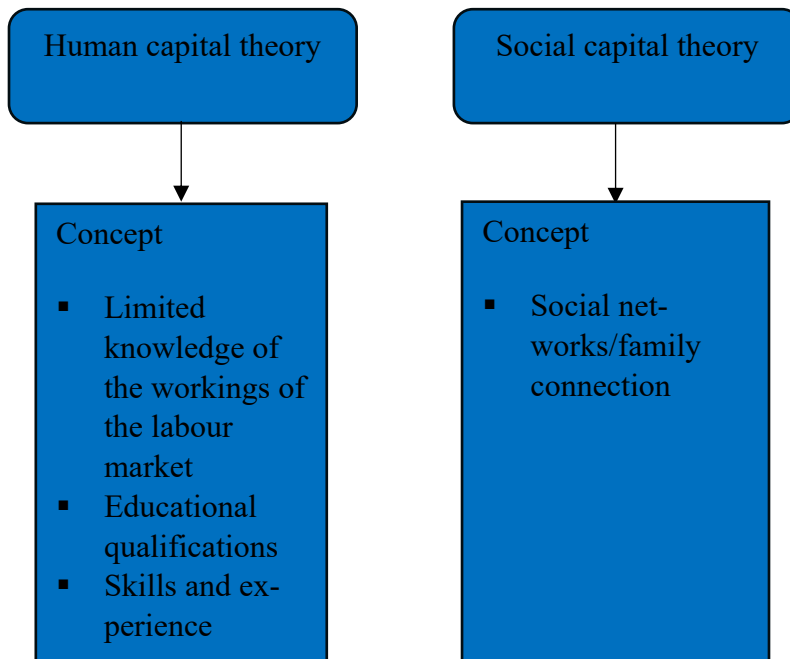 Human capital theory
Social capital theory
Concept
▪ Limited
knowledge of
the workings of
the labour
market
▪ Educational
qualifications
▪ Skills and ex-
perience
Concept
▪ Social net-
works/family
connection